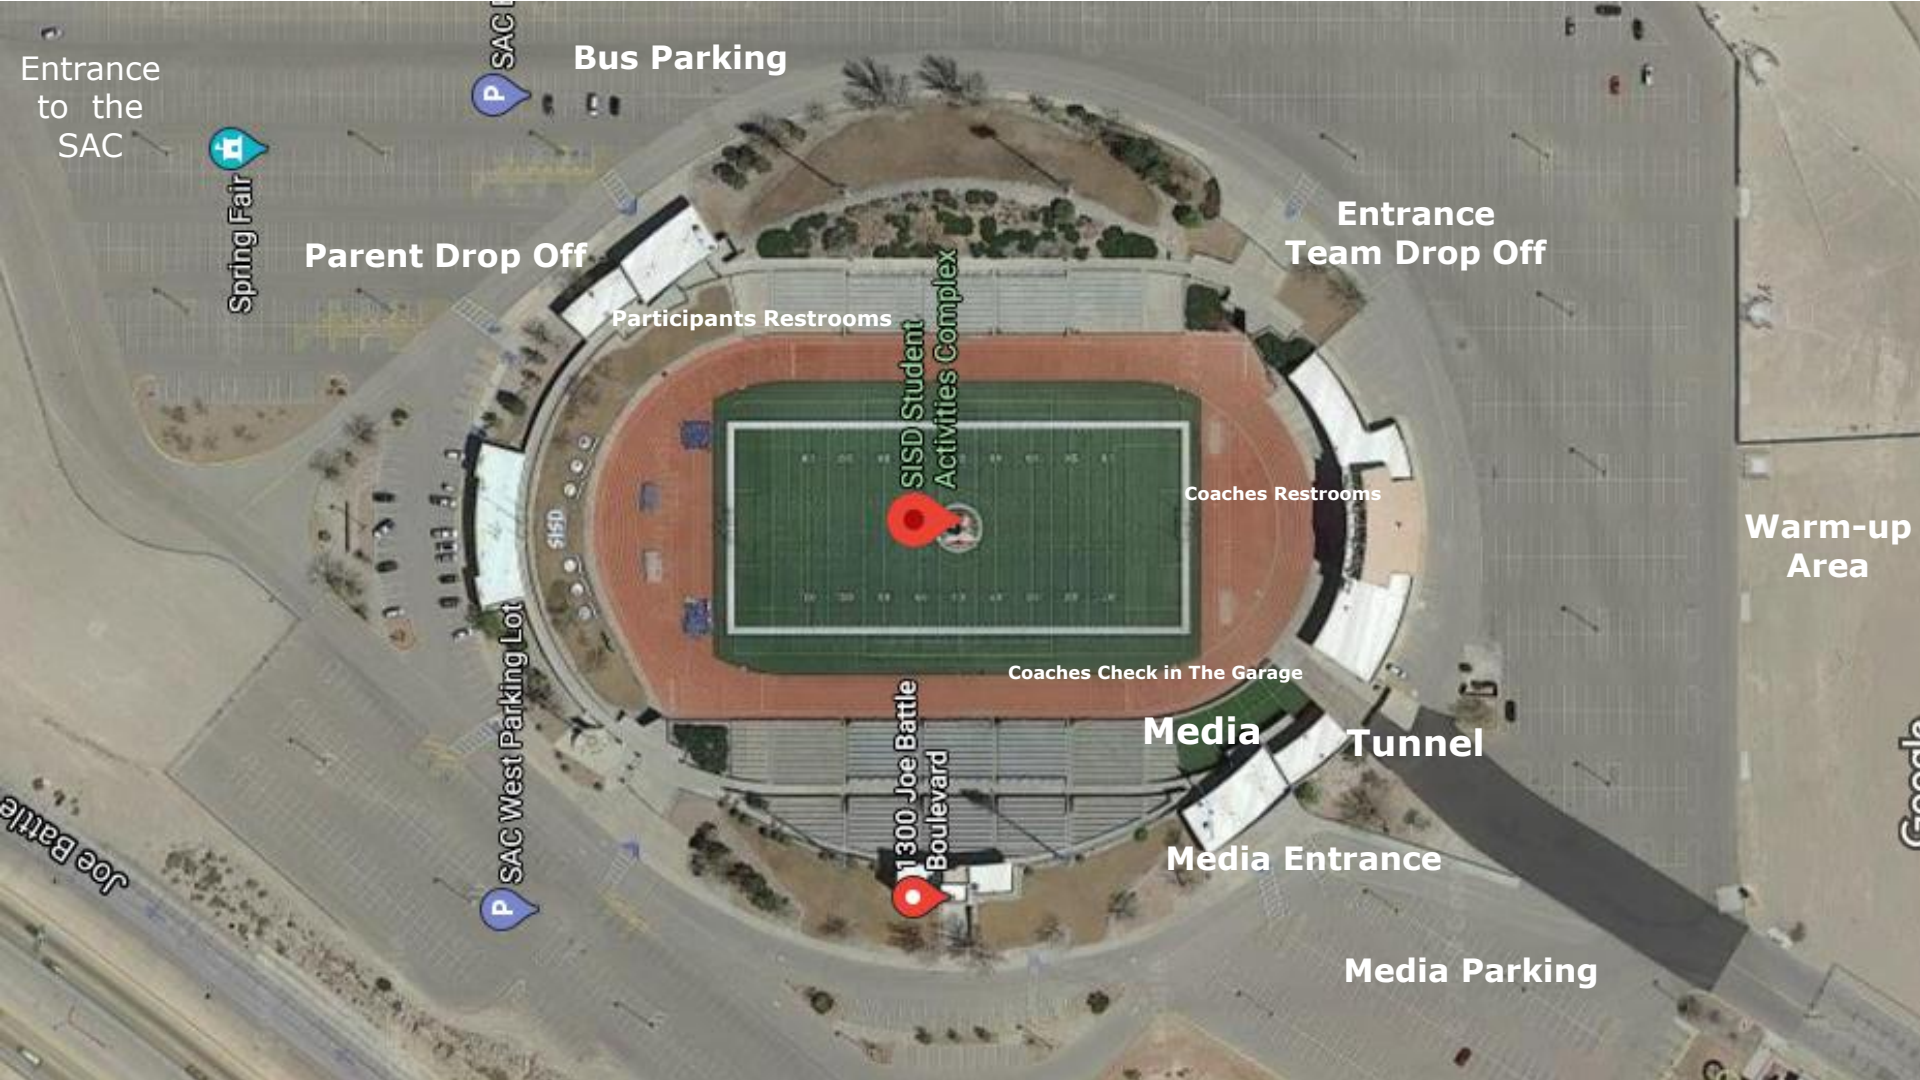 Entrance
to the
SAC
SAC
P
Bus Parking
Spring Fair
Parent Drop Off
Entrance
Team Drop Off
Participants Restrooms
SISD Student
Activities Complex
SISD
Coaches Restrooms
Warm-up
Area
Coaches Check in The Garage
Media
Tunnel
1300 Joe Battle
Boulevard
SAC West Parking Lot
P
Joe Battle
Media Entrance
Media Parking
Google